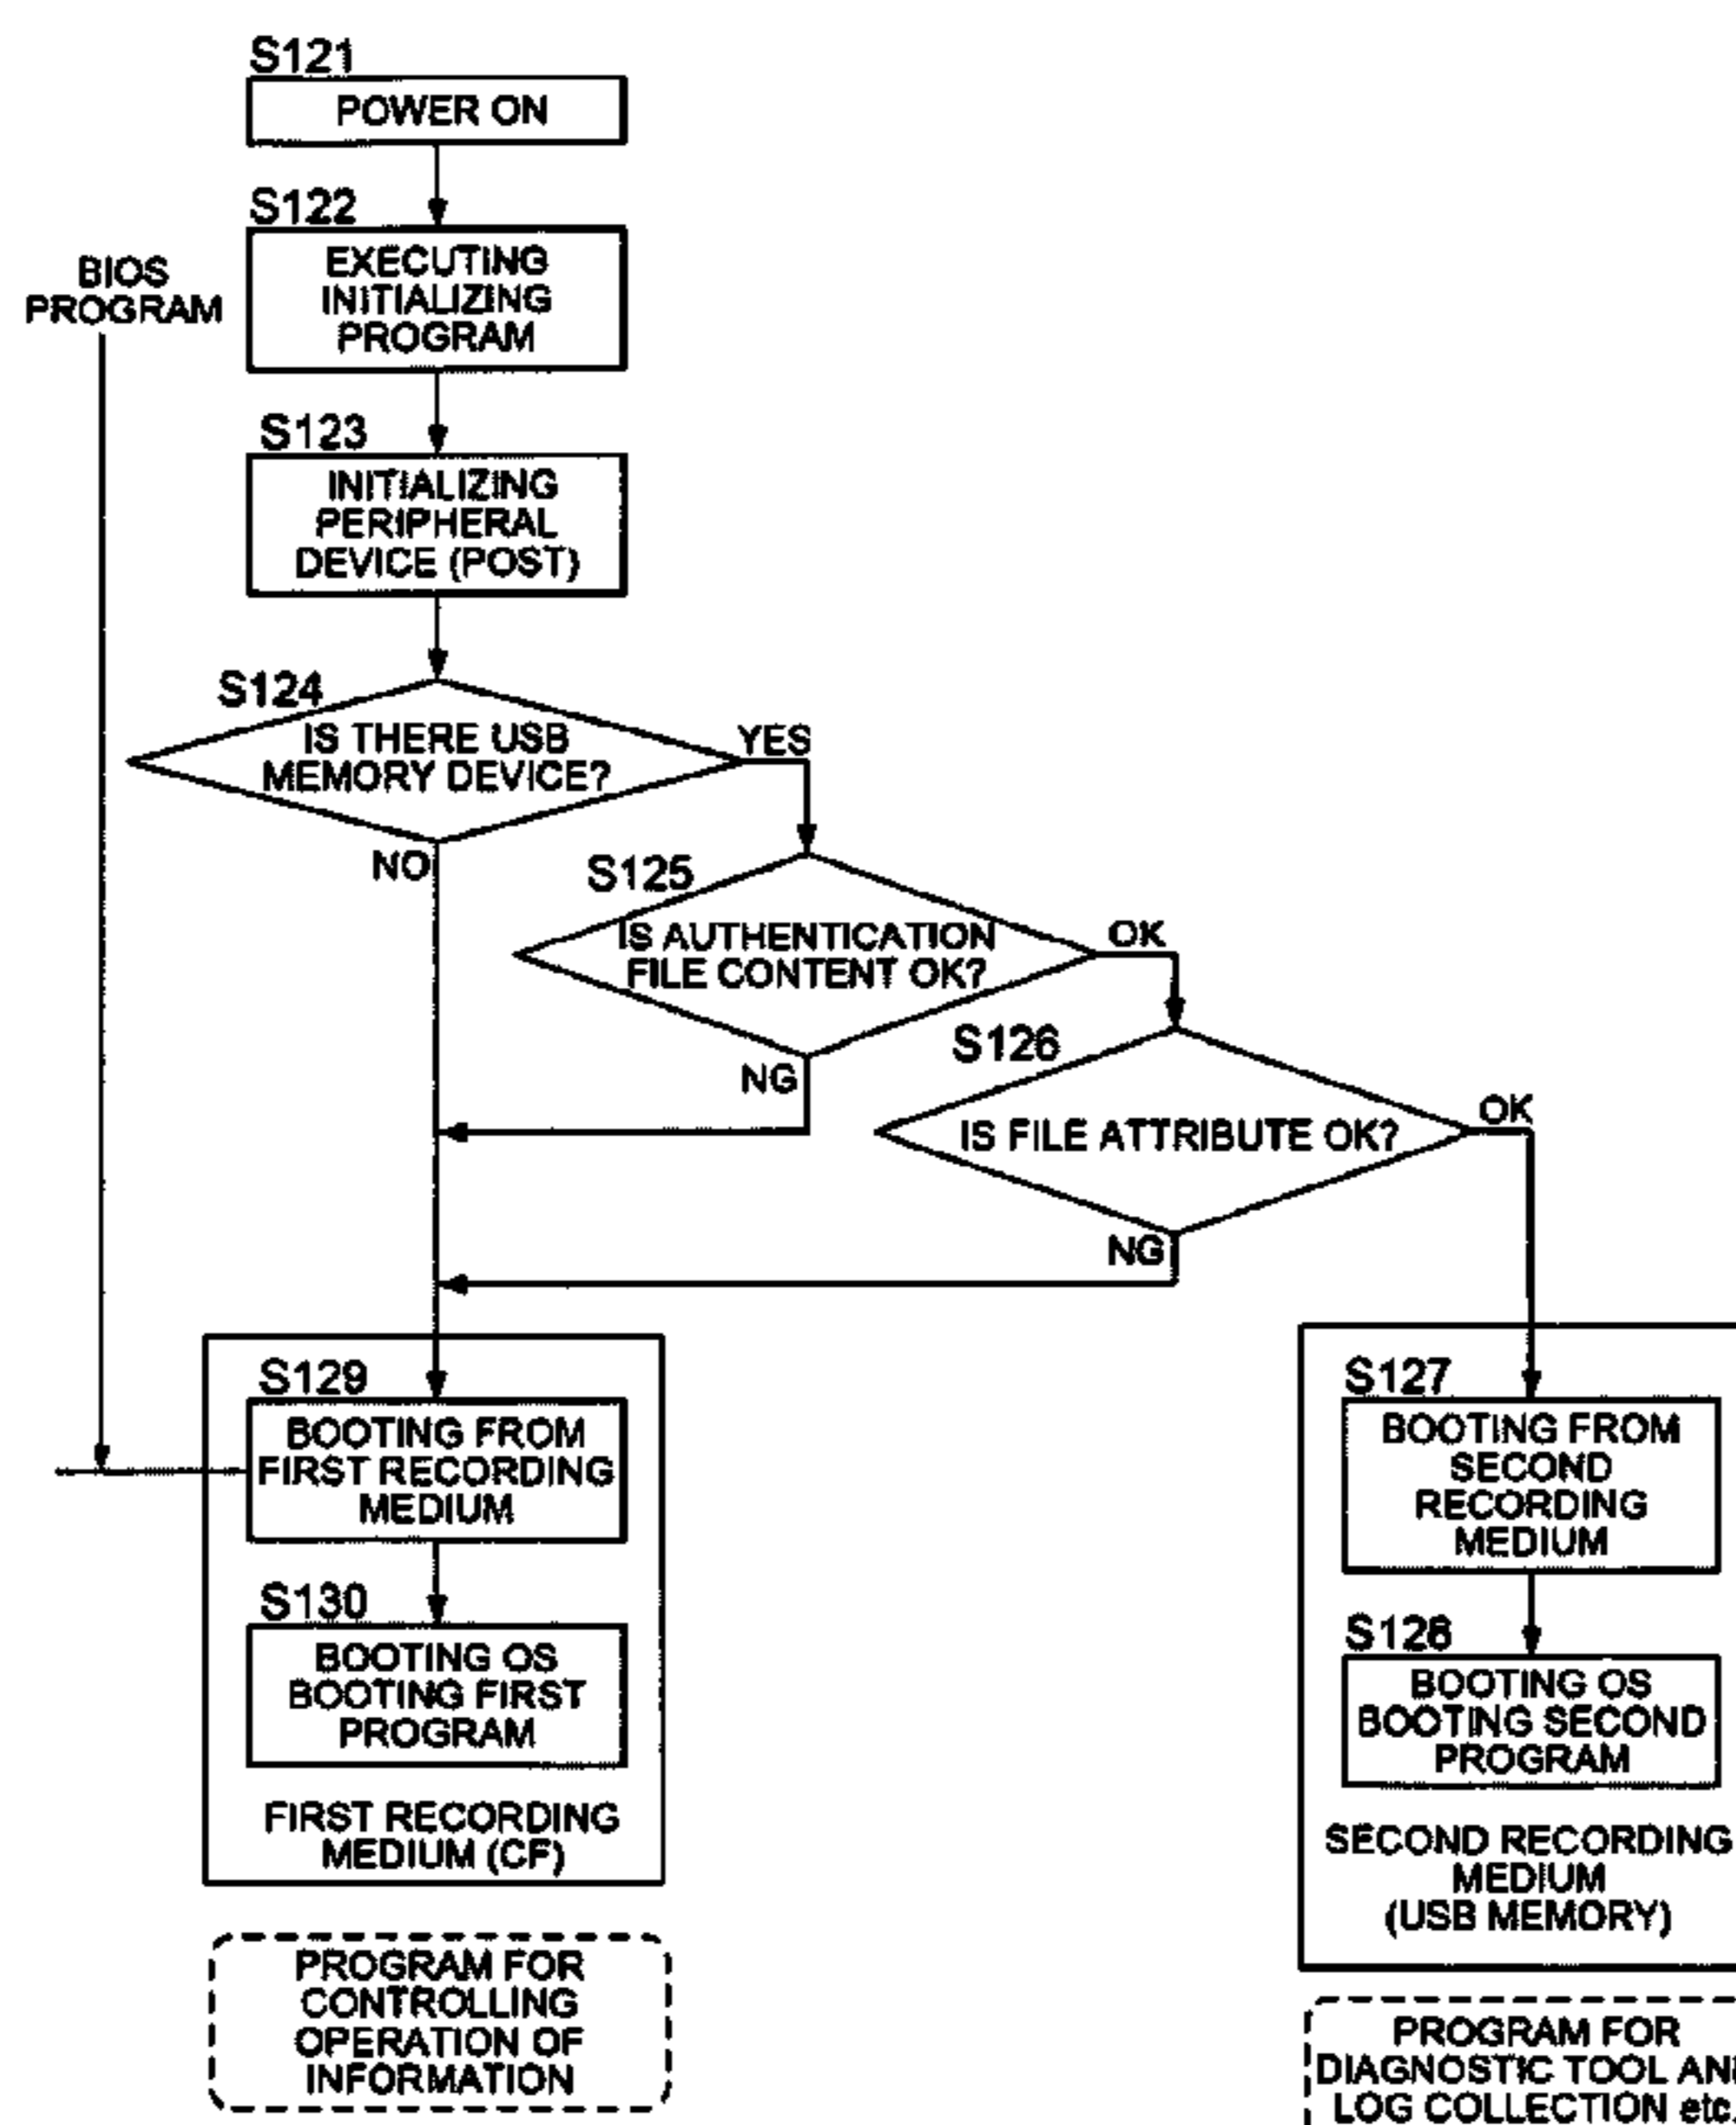 S121
POWER ON
S122
EXECUTING
INITIALIZING
PROGRAM
BIOS
PROGRAM
S123
INITIALIZING
PERIPHERAL
DEVICE (POST)
S124
IS THERE USB
MEMORY DEVICE?
YES
NO
S125
IS AUTHENTICATION
FILE CONTENT OK?
OK
NG
S126
IS FILE ATTRIBUTE OK?
OK
NG
S129
BOOTING FROM
FIRST RECORDING
MEDIUM
S130
BOOTING OS
BOOTING FIRST
PROGRAM
FIRST RECORDING
MEDIUM (CF)
PROGRAM FOR
CONTROLLING
OPERATION OF
INFORMATION
S127
BOOTING FROM
SECOND
RECORDING
MEDIUM
S128
BOOTING OS
BOOTING SECOND
PROGRAM
SECOND RECORDING
MEDIUM
(USB MEMORY)
PROGRAM FOR
DIAGNOSTIC TOOL AND
LOG COLLECTION etc